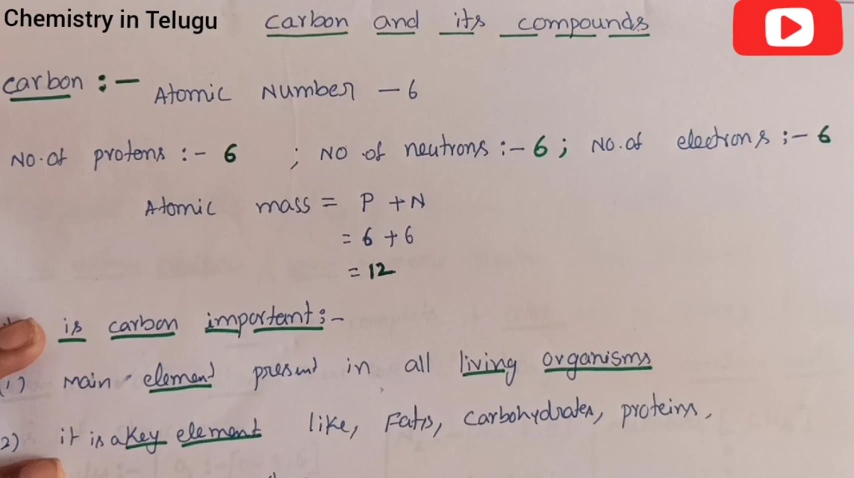 Chemistry in Telugu
Carbon and its compounds
carbon :-
Atomic Number - 6
No. of protons :- 6 ; No of neutrons :- 6 ; No. of electrons :- 6
Atomic mass = P + N
= 6 + 6
= 12
is carbon important :-
(1) Main element present in all living organisms
2) it is a key element like, Fats, carbohydrates, proteins,